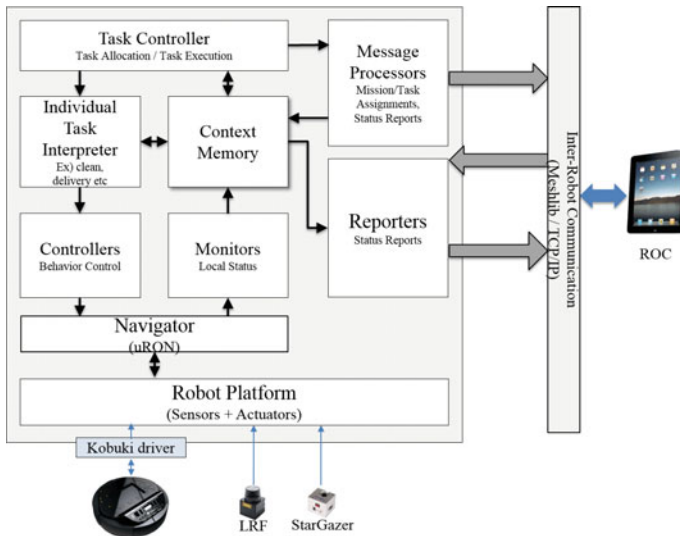 Task Controller
Task Allocation / Task Execution
Message
Processors
Mission/Task
Assignments,
Status Reports
Individual
Task
Interpreter
Ex) clean,
delivery etc
Context
Memory
Reporters
Status Reports
Controllers
Behavior Control
Monitors
Local Status
Navigator
(uRON)
Robot Platform
(Sensors + Actuators)
Kobuki driver
LRF
StarGazer
Inter-Robot Communication
(Meshlib / TCP/IP)
ROC